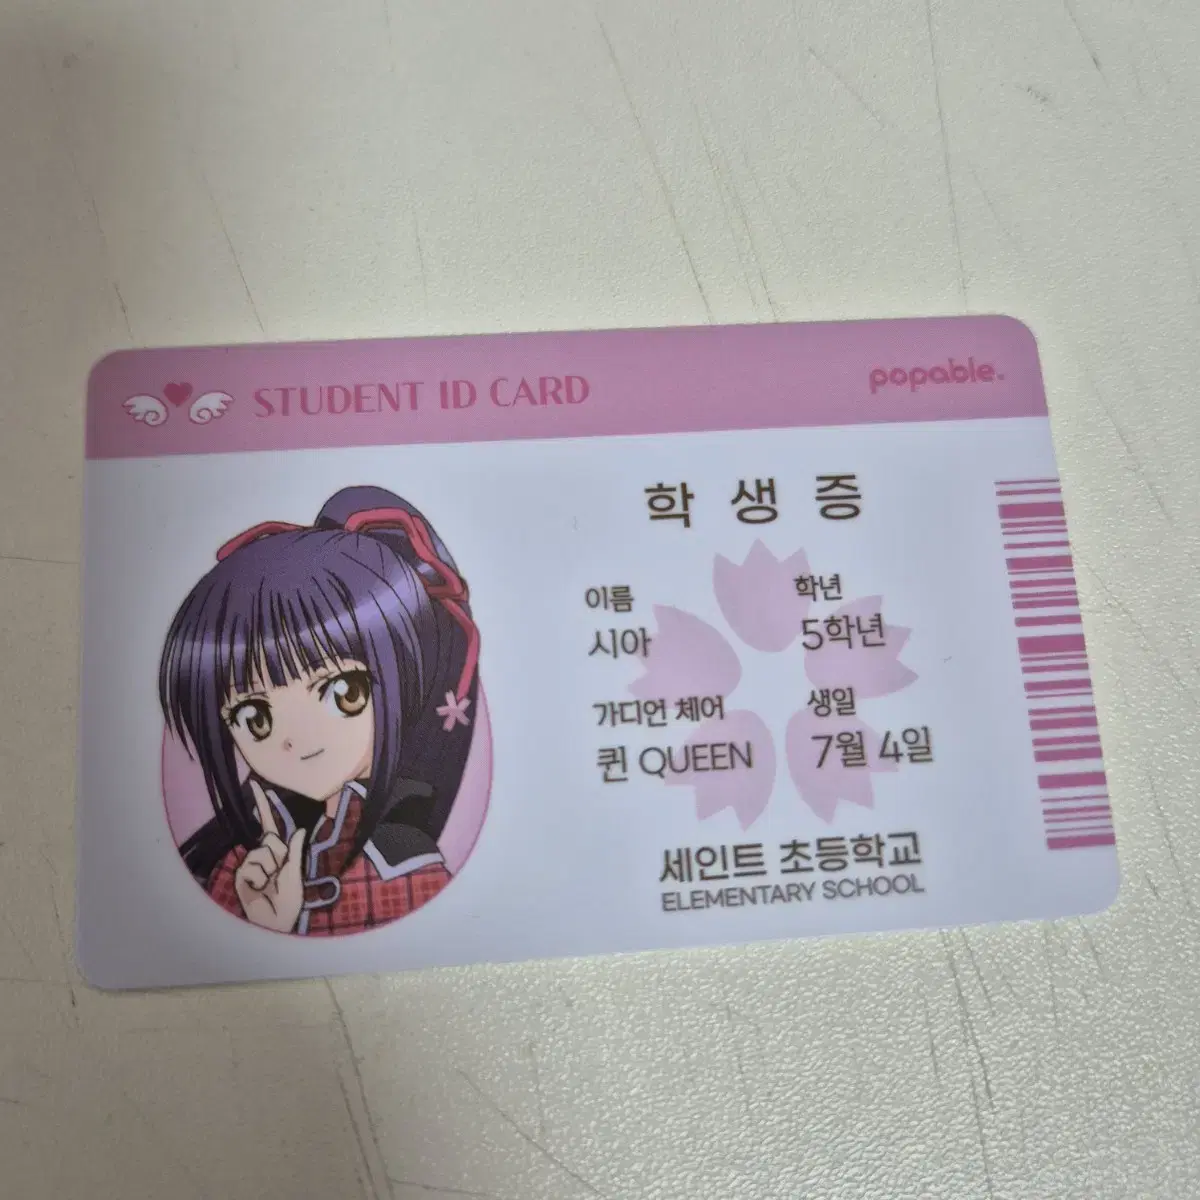 STUDENT ID CARD
popable.
학생증
이름
시아
학년
5학년
가디언 체어
퀸 QUEEN
생일
7월 4일
세인트 초등학교
ELEMENTARY SCHOOL